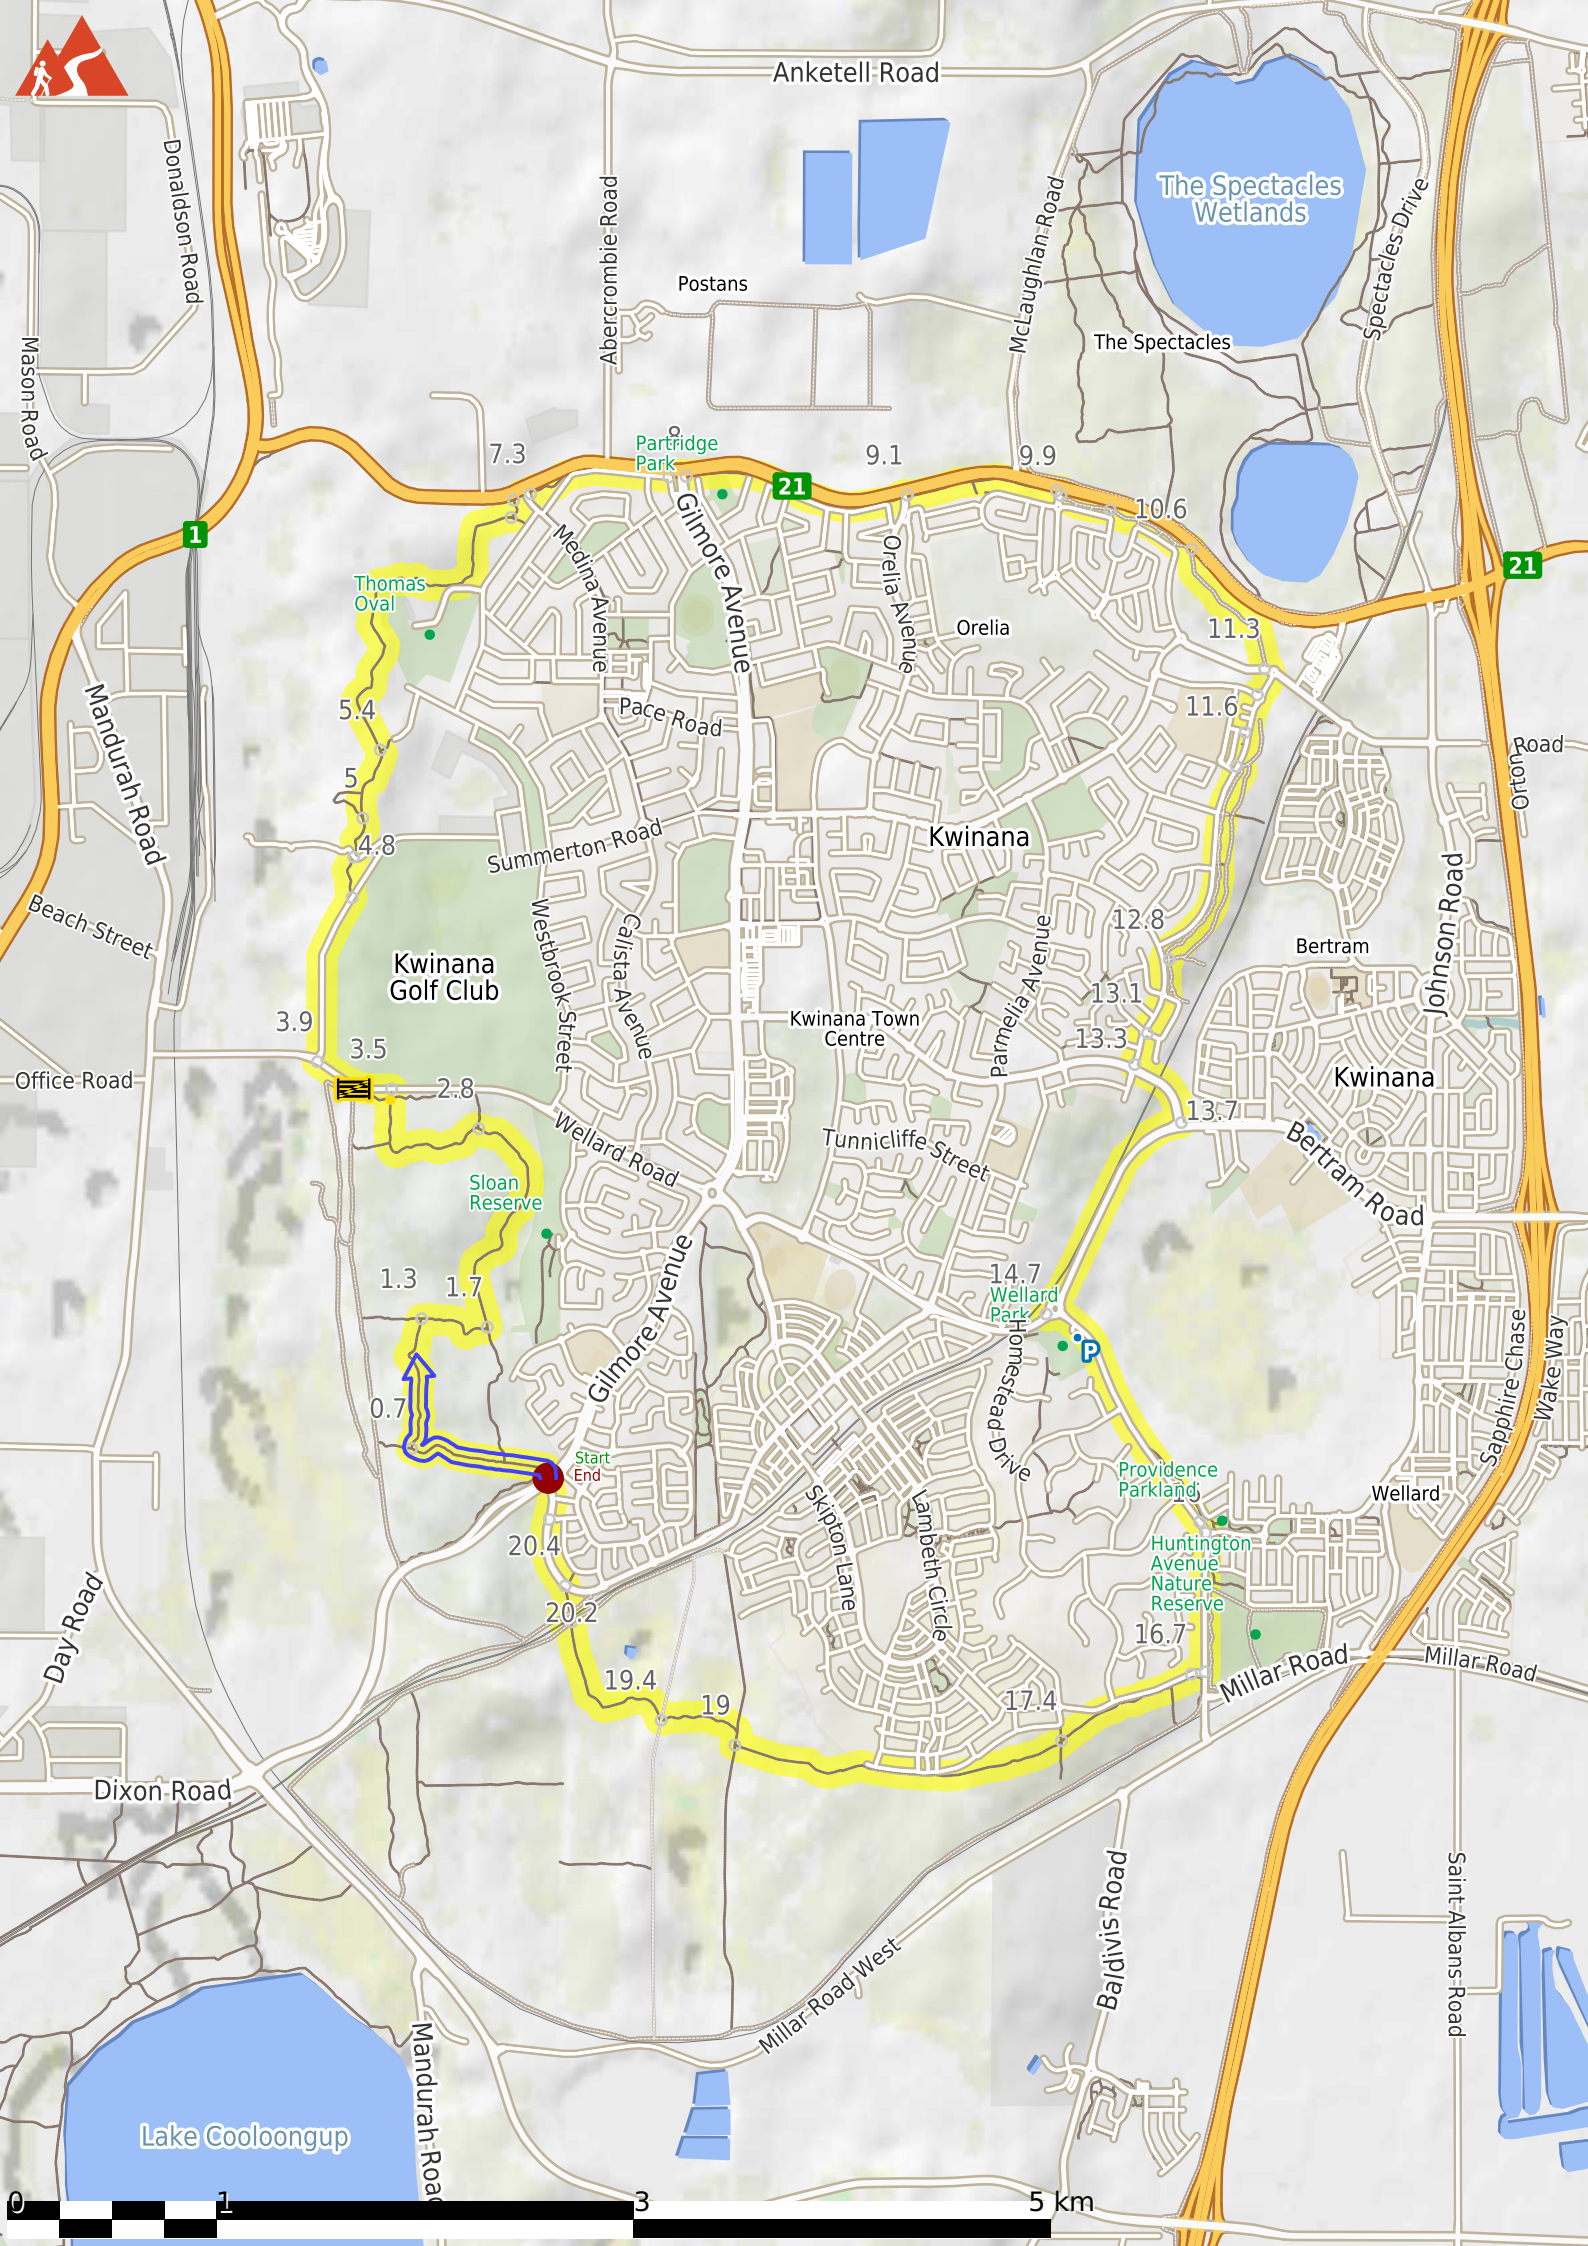 Anketell Road
Donaldson Road
The Spectacles
Wetlands
Spectacles Drive
McLaughlan Road
Abercrombie Road
Postans
The Spectacles
Mason Road
8
Partridge
Park
7.3
9.1
9.9
21
10.6
1
Gilmore Avenue
Medina Avenue
Orelia Avenue
21
Thomas
Oval
Orelia
11.3
5.4
Pace Road
11.6
Mandurah Road
Road
Orton
5
4.8
Summerton Road
Kwinana
Johnson Road
Beach Street
Westbrook Street
Calista Avenue
12.8
Parmelia Avenue
Bertram
Kwinana
Golf Club
13.1
3.9
Kwinana Town
Centre
13.3
3.5
Office Road
2.8
Kwinana
13.7
Wellard Road
Tunnicliffe Street
Bertram Road
Sloan
Reserve
1.3
1.7
14.7
Wellard
Park
Gilmore Avenue
Homestead Drive
P
Sapphire Chase
Wake Way
0.7
Start
End
Providence
Parkland
Wellard
Skipton Lane
Lambeth Circle
20.4
Huntington
Avenue
Nature
Reserve
20.2
Day Road
16.7
Millar Road
Millar Road
19.4
19
17.4
Dixon Road
Baldivis Road
Saint Albans Road
Millar Road West
Mandurah Road
Lake Cooloongup
0
1
3
5 km